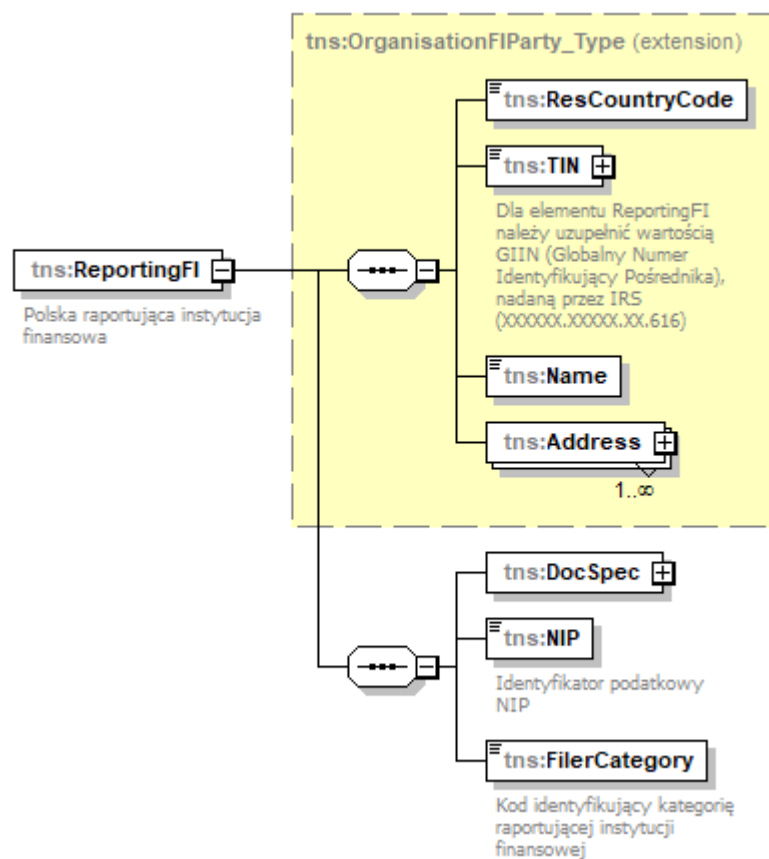 tns:OrganisationFIParty_Type (extension)
tns:ResCountryCode
tns:TIN
Dla elementu ReportingFI
należy uzupełnić wartością
GIIN (Globalny Numer
Identyfikujący Pośrednika),
nadaną przez IRS
(XXXXXX.XXXXX.XX.616)
tns:ReportingFI
Polska raportująca instytucja
finansowa
tns:Name
tns:Address
1..∞
tns:DocSpec
tns:NIP
Identyfikator podatkowy
NIP
tns:FilerCategory
Kod identyfikujący kategorię
raportującej instytucji
finansowej